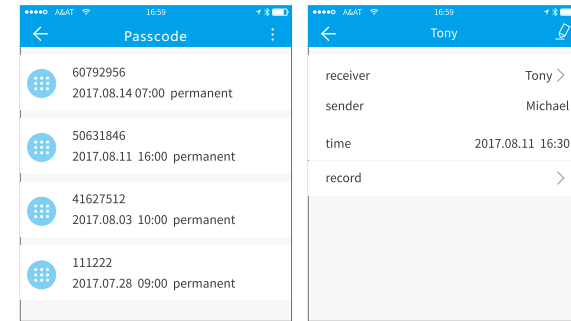 A&AT 16:59
Passcode
60792956
2017.08.14 07:00 permanent
50631846
2017.08.11 16:00 permanent
41627512
2017.08.03 10:00 permanent
111222
2017.07.28 09:00 permanent
A&AT 16:59
Tony
receiver Tony
sender Michael
time 2017.08.11 16:30
record